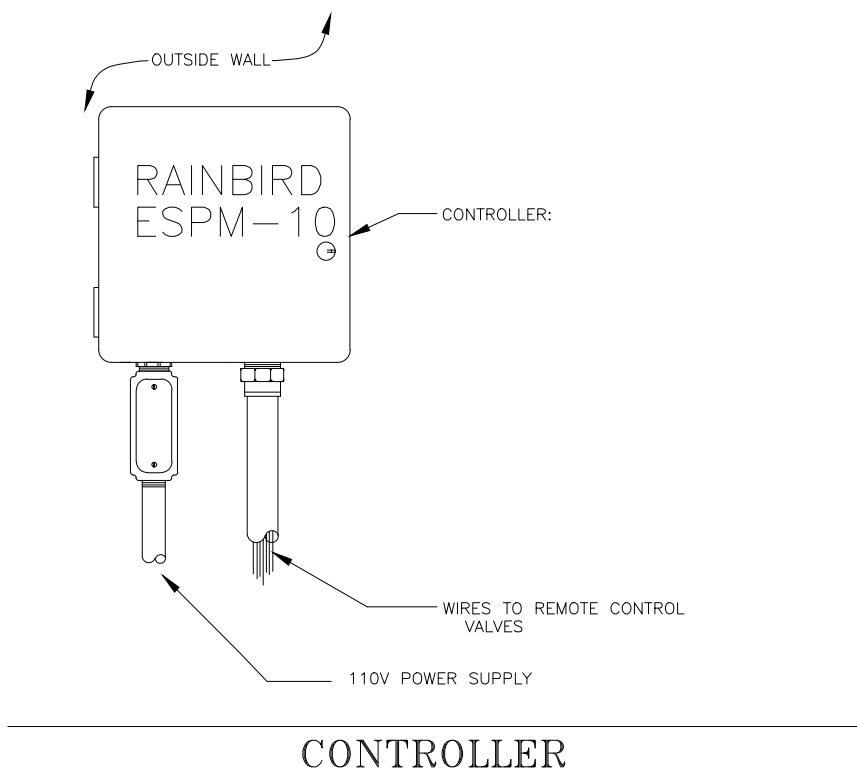 OUTSIDE WALL
RAINBIRD
ESPM-10
CONTROLLER:
WIRES TO REMOTE CONTROL
VALVES
110V POWER SUPPLY
CONTROLLER